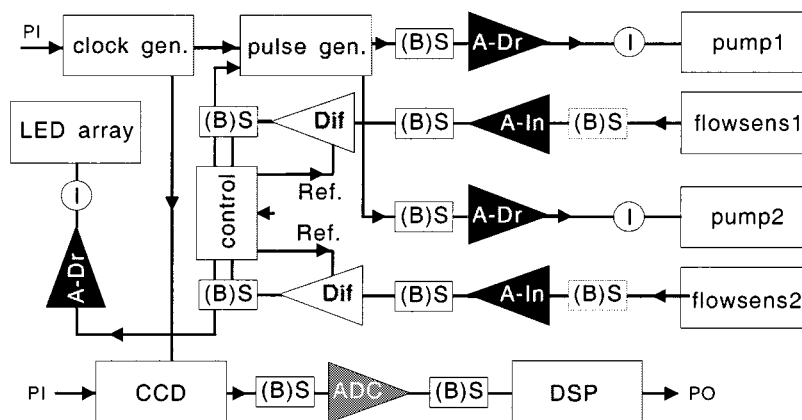 PI
clock gen.
pulse gen.
(B)S
A-Dr
I
pump1
LED array
(B)S
Dif
(B)S
A-In
(B)S
flowsens1
Ref.
I
control
(B)S
A-Dr
I
pump2
Ref.
A-Dr
(B)S
Dif
(B)S
A-In
(B)S
flowsens2
PI
CCD
(B)S
ADC
(B)S
DSP
PO